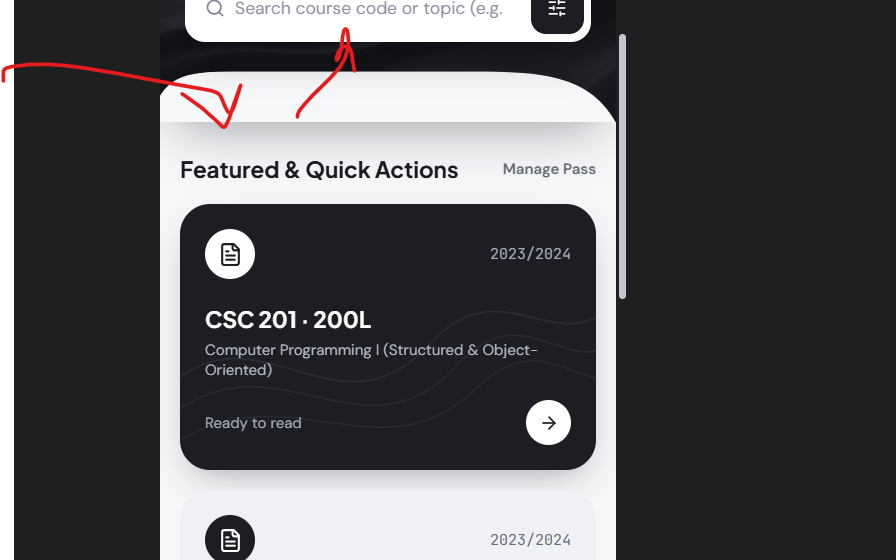 Search course code or topic (e.g.
Featured & Quick Actions
Manage Pass
2023/2024
CSC 201 · 200L
Computer Programming I (Structured & Object-
Oriented)
Ready to read
2023/2024